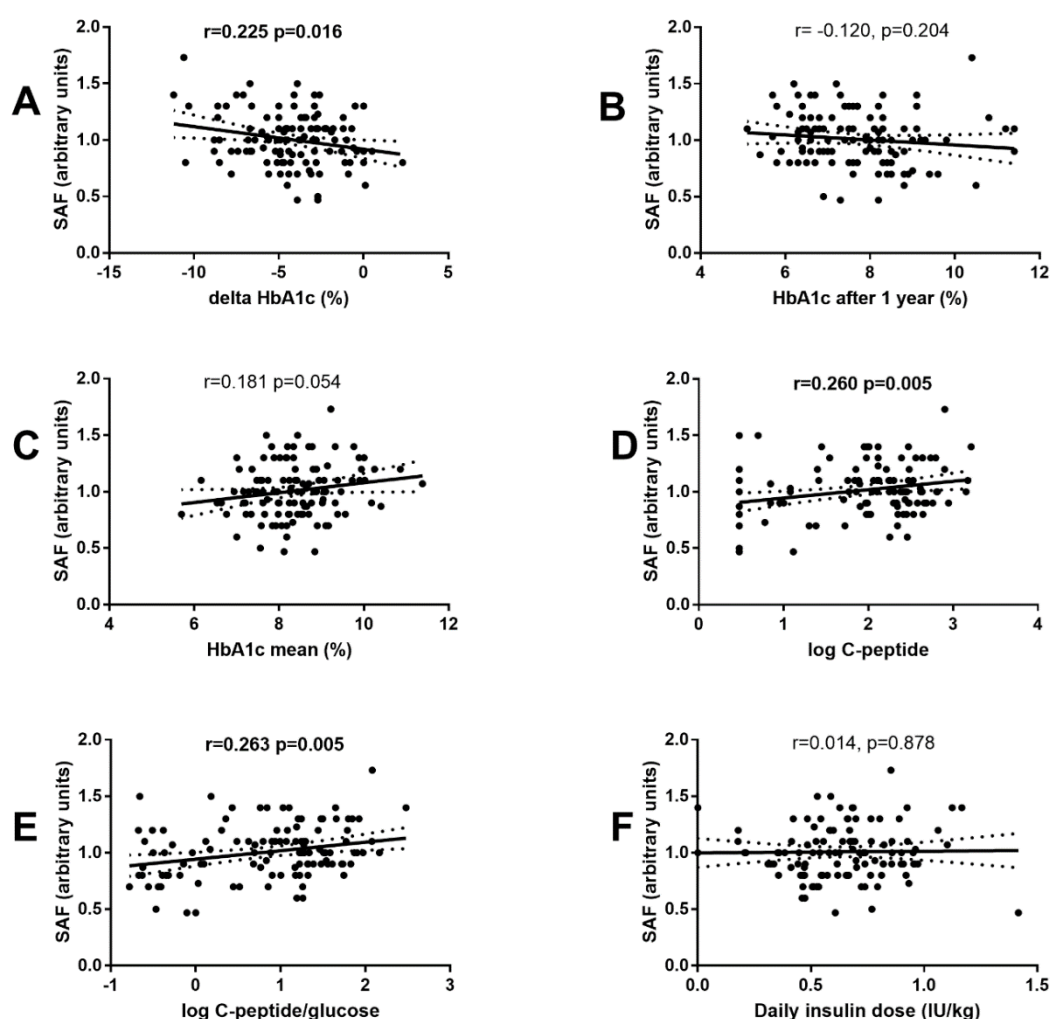 A
r=0.225 p=0.016
SAF (arbitrary units)
2.0
1.5
1.0
0.5
0.0
-15 -10 -5 0 5
delta HbA1c (%)
B
r= -0.120, p=0.204
SAF (arbitrary units)
2.0
1.5
1.0
0.5
0.0
4 6 8 10 12
HbA1c after 1 year (%)
C
r=0.181 p=0.054
SAF (arbitrary units)
2.0
1.5
1.0
0.5
0.0
4 6 8 10 12
HbA1c mean (%)
D
r=0.260 p=0.005
SAF (arbitrary units)
2.0
1.5
1.0
0.5
0.0
0 1 2 3 4
log C-peptide
E
r=0.263 p=0.005
SAF (arbitrary units)
2.0
1.5
1.0
0.5
0.0
-1 0 1 2 3
log C-peptide/glucose
F
r=0.014, p=0.878
SAF (arbitrary units)
2.0
1.5
1.0
0.5
0.0
0.0 0.5 1.0 1.5
Daily insulin dose (IU/kg)